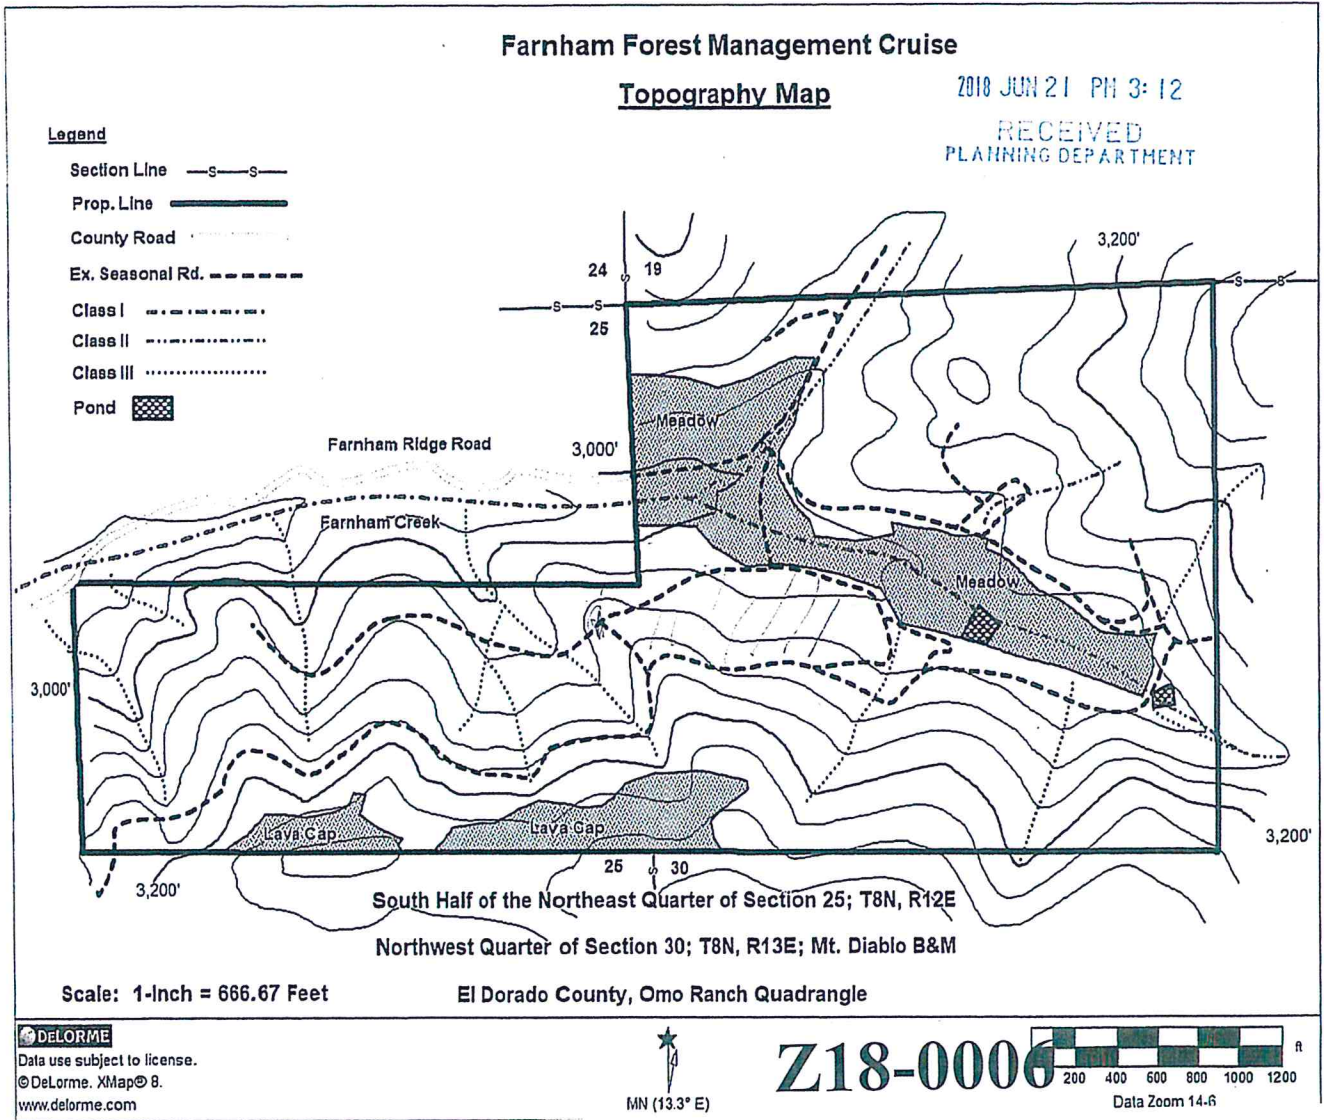 Farnham Forest Management Cruise
Topography Map
2018 JUN 21 PM 3:12
RECEIVED
PLANNING DEPARTMENT
Legend
Section Line —S—S—
Prop. Line
County Road
Ex. Seasonal Rd.
Class I
Class II
Class III
Pond
24 S 19
3,200'
S S
S S
25
Meadow
Farnham Ridge Road
3,000'
Farnham Creek
Meadow
3,000'
Lava Cap
Lava Cap
3,200'
25 S 30
3,200'
South Half of the Northeast Quarter of Section 25; T8N, R12E
Northwest Quarter of Section 30; T8N, R13E; Mt. Diablo B&M
Scale: 1-Inch = 666.67 Feet
El Dorado County, Omo Ranch Quadrangle
DELORME
Data use subject to license.
© DeLorme. XMap® 8.
www.delorme.com
MN (13.3° E)
Z18-0006
ft
200 400 600 800 1000 1200
Data Zoom 14-6